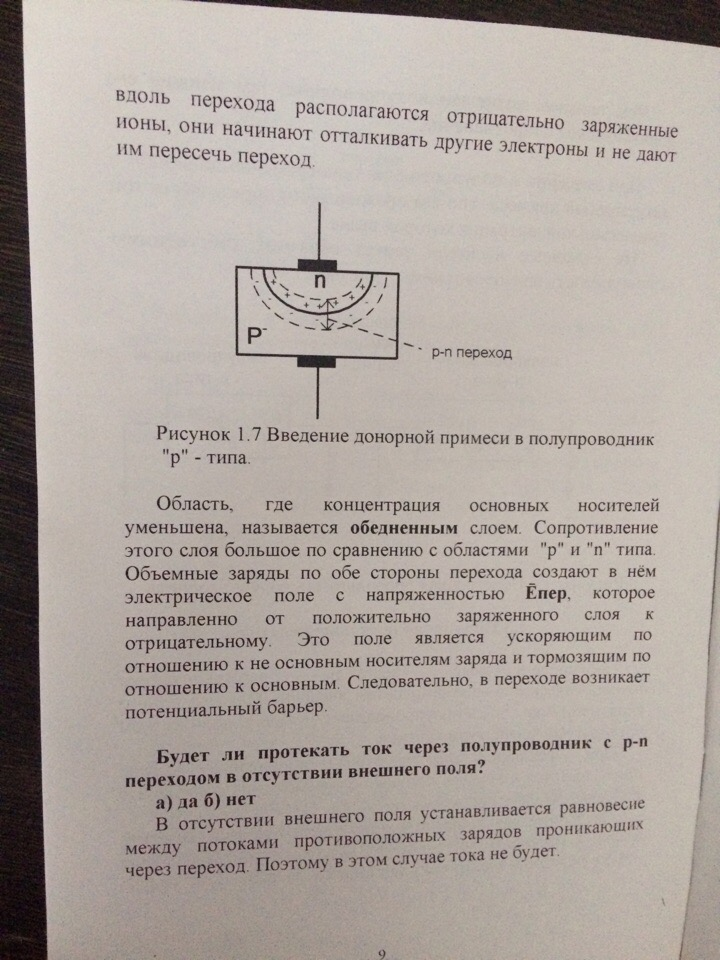 вдоль перехода располагаются отрицательно заряженные
ионы, они начинают отталкивать другие электроны и не дают
им пересечь переход.
n
+ + + + + + +
P-
p-n переход
Рисунок 1.7 Введение донорной примеси в полупроводник
"р" - типа.
Область, где концентрация основных носителей
уменьшена, называется обедненным слоем. Сопротивление
этого слоя большое по сравнению с областями "р" и "n" типа.
Объемные заряды по обе стороны перехода создают в нём
электрическое поле с напряженностью Ēпер, которое
направленно от положительно заряженного слоя к
отрицательному. Это поле является ускоряющим по
отношению к не основным носителям заряда и тормозящим по
отношению к основным. Следовательно, в переходе возникает
потенциальный барьер.
Будет ли протекать ток через полупроводник с р-n
переходом в отсутствии внешнего поля?
а) да б) нет
В отсутствии внешнего поля устанавливается равновесие
между потоками противоположных зарядов проникающих
через переход. Поэтому в этом случае тока не будет.
9